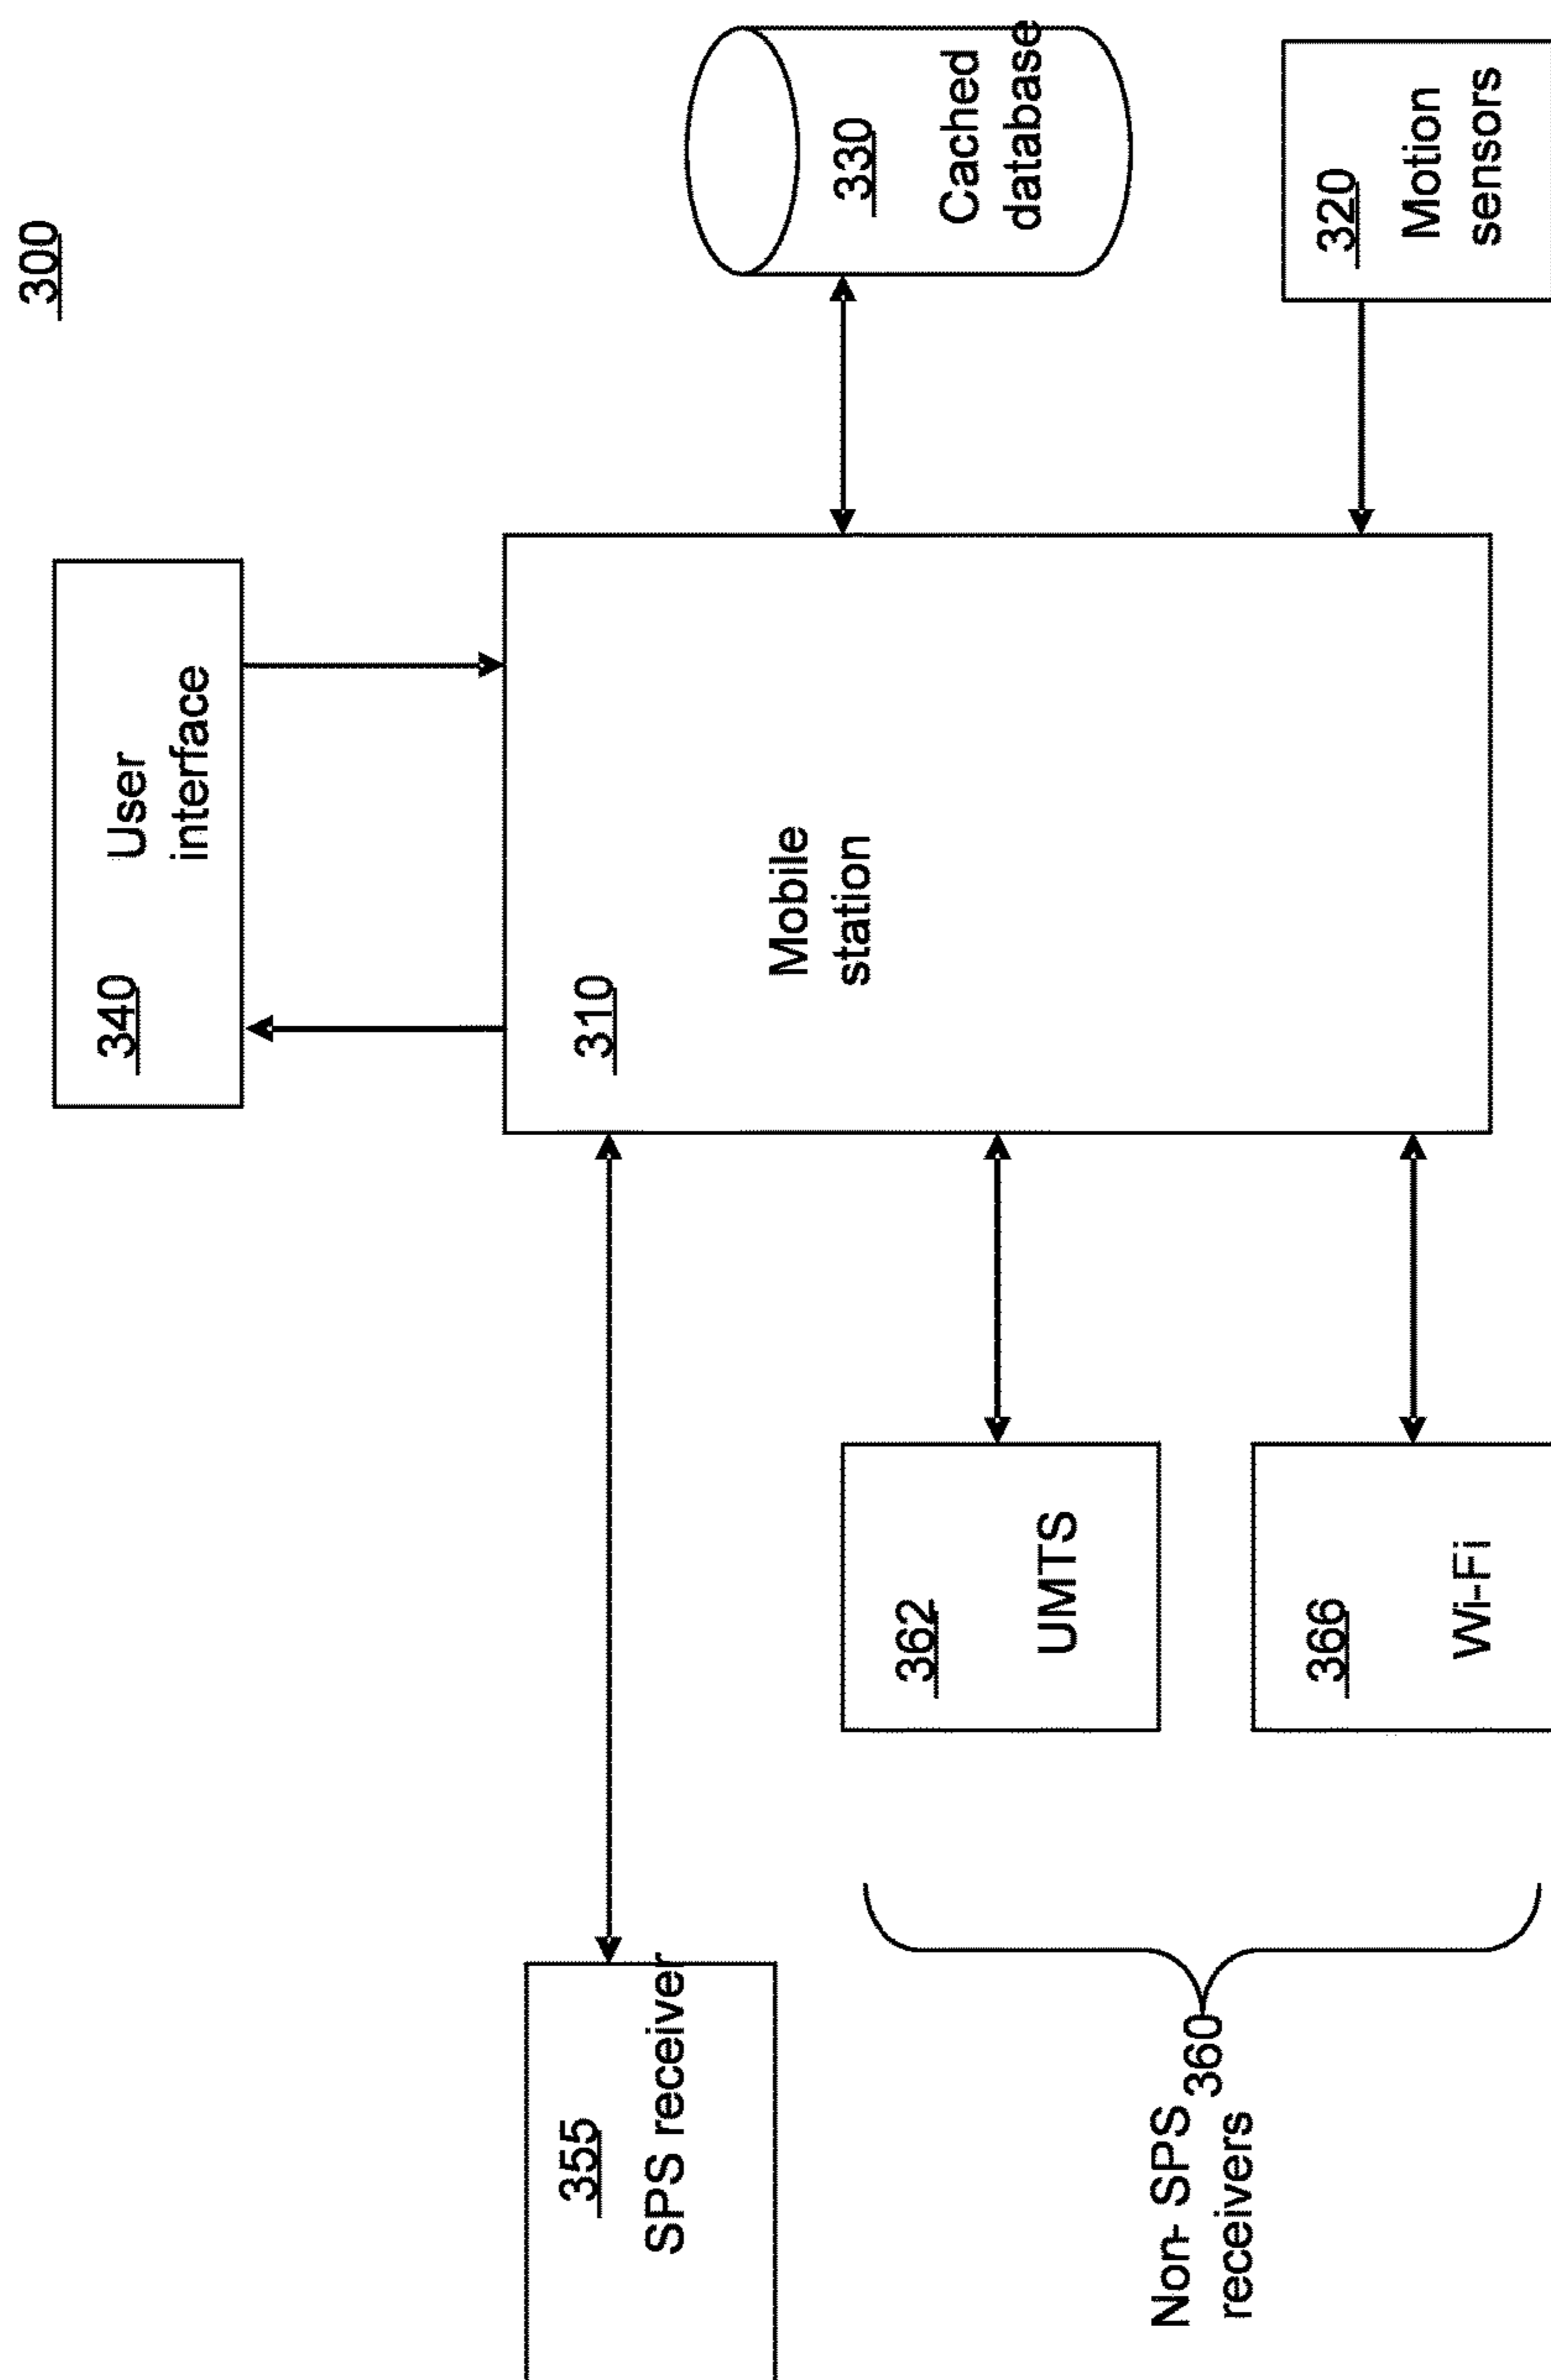 300
340
User
interface
355
SPS receiver
310
Mobile
station
330
Cached
database
362
UMTS
320
Motion
sensors
366
Wi-Fi
360
Non- SPS
receivers